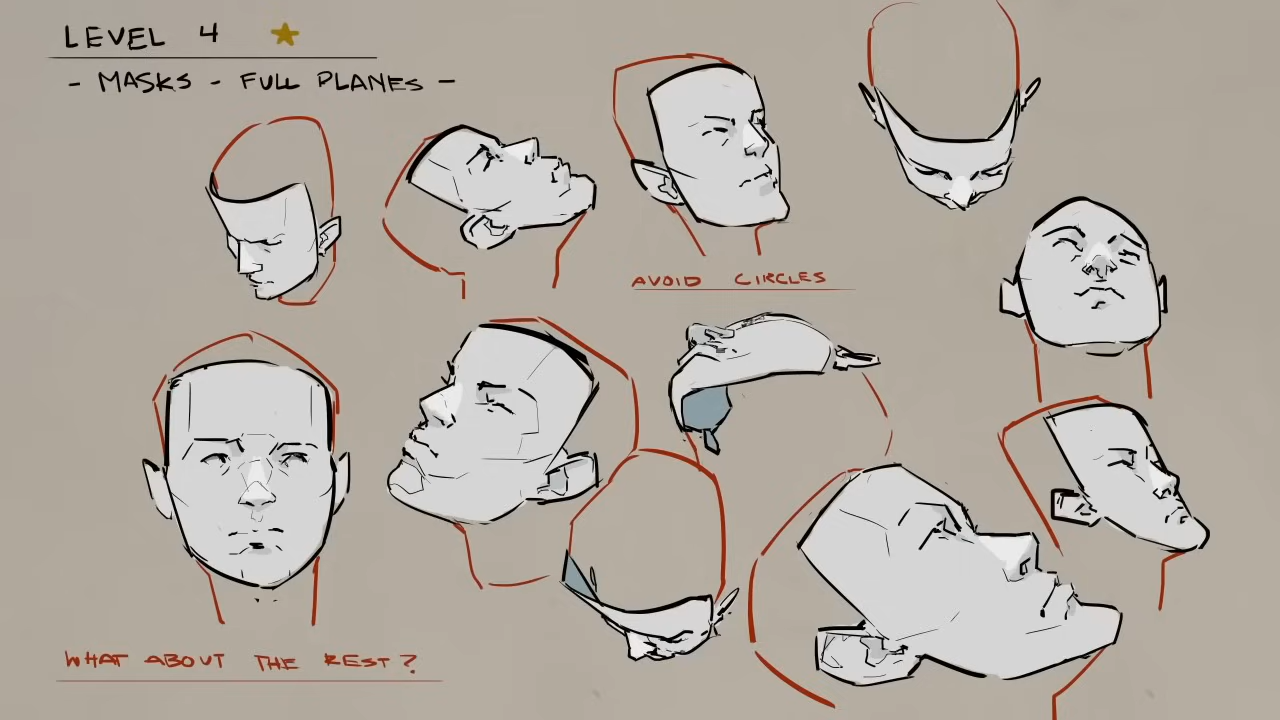 LEVEL 4
- MASKS - FULL PLANES -
AVOID CIRCLES
WHAT ABOUT THE REST?